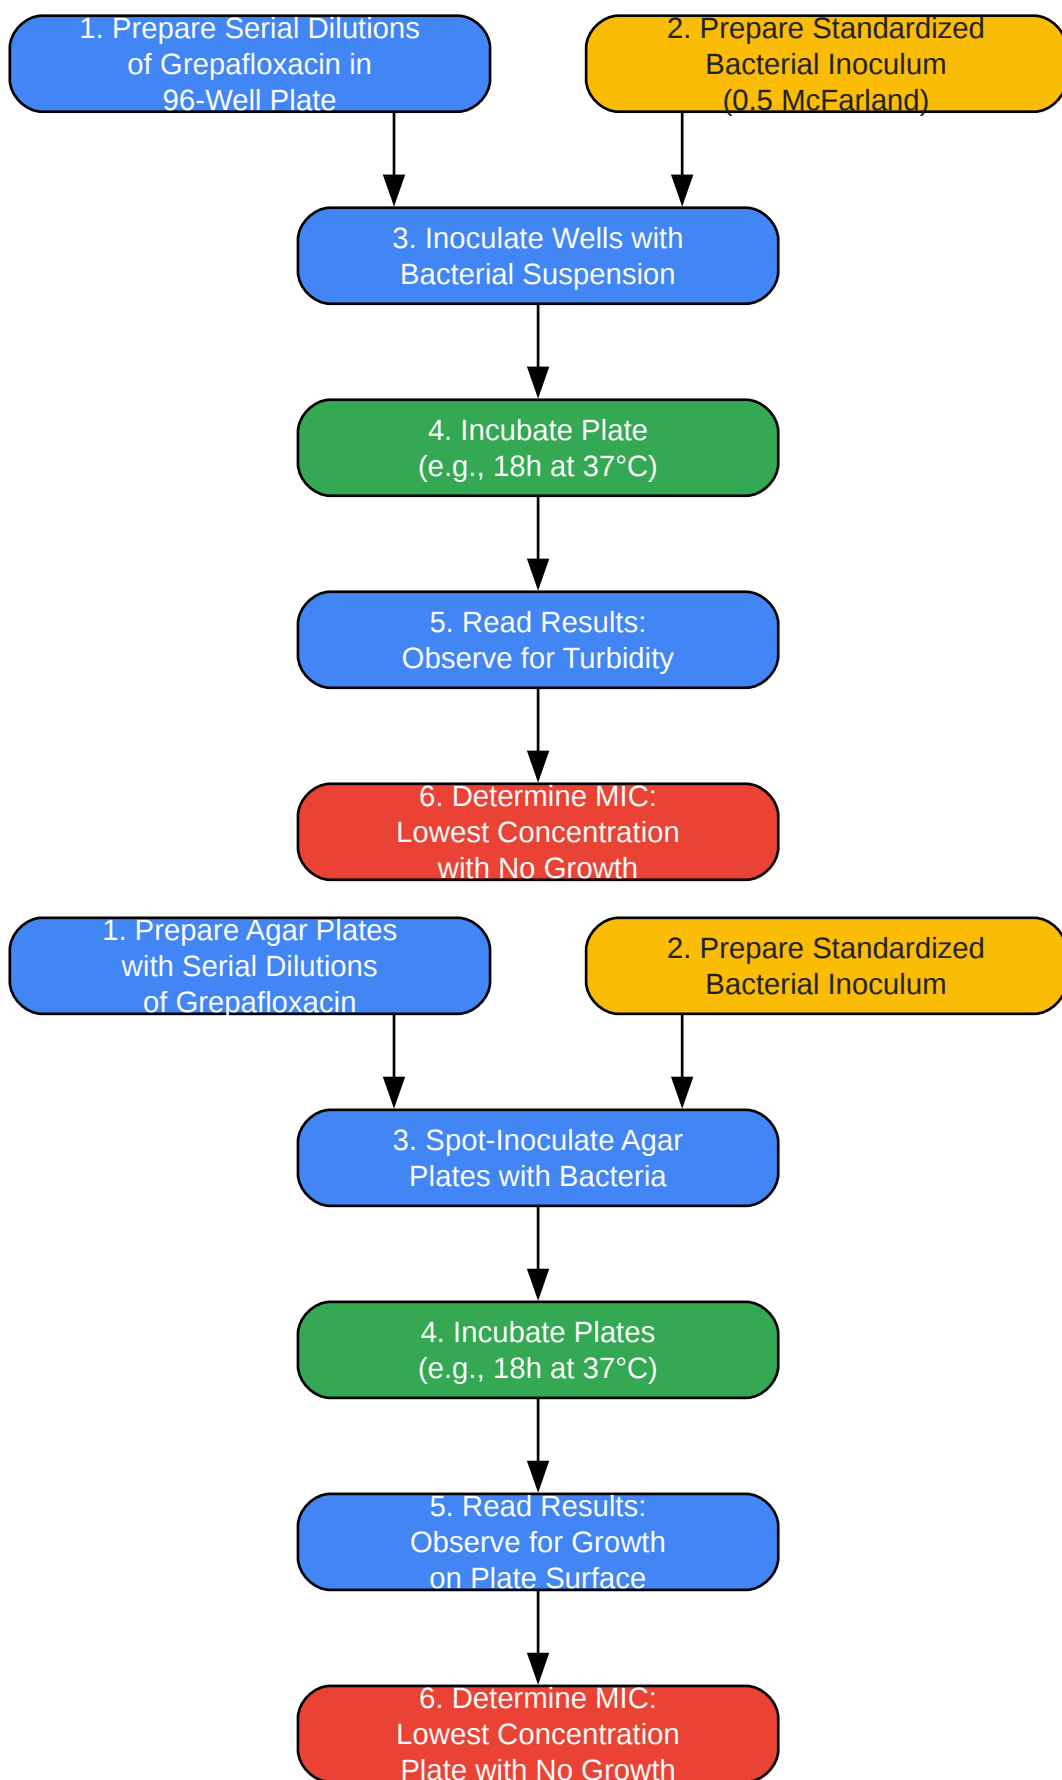 1. Prepare Serial Dilutions
of Grepafloxacin in
96-Well Plate
2. Prepare Standardized
Bacterial Inoculum
(0.5 McFarland)
3. Inoculate Wells with
Bacterial Suspension
4. Incubate Plate
(e.g., 18h at 37°C)
5. Read Results:
Observe for Turbidity
6. Determine MIC:
Lowest Concentration
with No Growth
1. Prepare Agar Plates
with Serial Dilutions
of Grepafloxacin
2. Prepare Standardized
Bacterial Inoculum
3. Spot-Inoculate Agar
Plates with Bacteria
4. Incubate Plates
(e.g., 18h at 37°C)
5. Read Results:
Observe for Growth
on Plate Surface
6. Determine MIC:
Lowest Concentration
Plate with No Growth